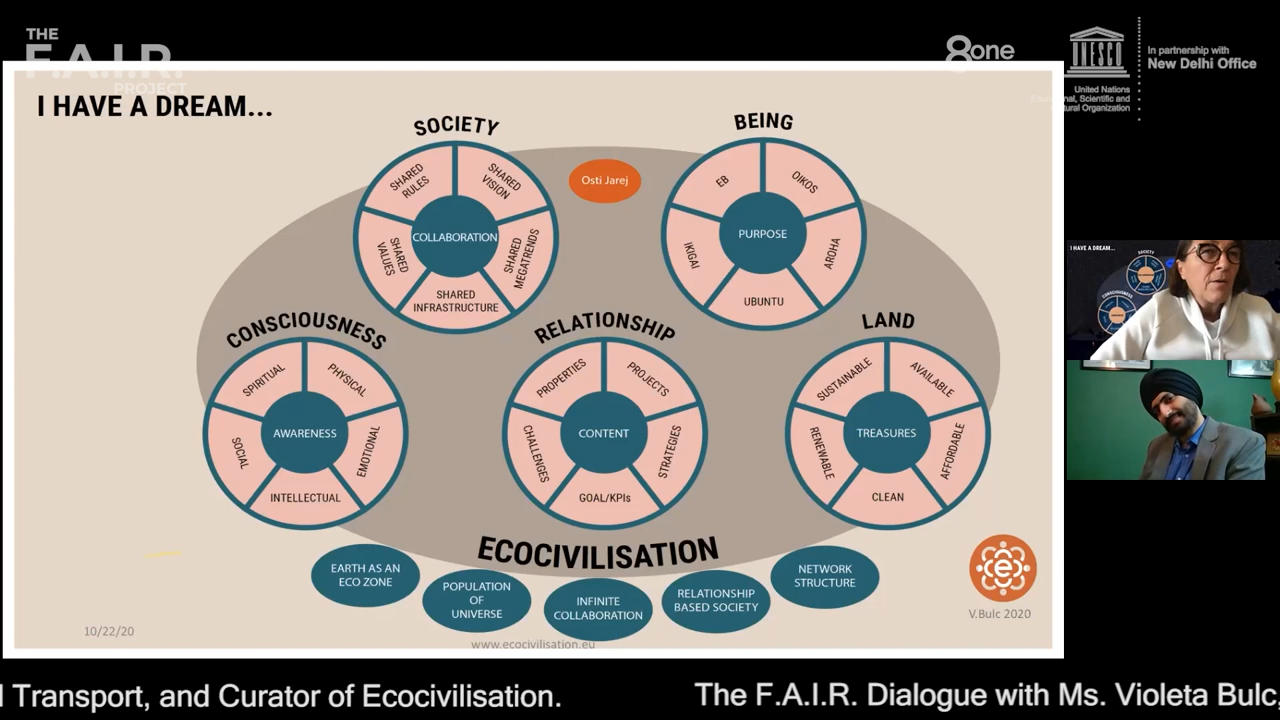 THE
F.A.I.R.
PROJECT
8one
UNESCO
In partnership with
New Delhi Office
United Nations
Scientific and
Organization
I HAVE A DREAM...
SOCIETY
SHARED
RULES
SHARED
VISION
SHARED
VALUES
COLLABORATION
SHARED
MEGATRENDS
SHARED
INFRASTRUCTURE
Osti Jarej
BEING
EB
OIKOS
PURPOSE
IKIGAI
AROHA
UBUNTU
CONSCIOUSNESS
SPIRITUAL
PHYSICAL
AWARENESS
SOCIAL
EMOTIONAL
INTELLECTUAL
RELATIONSHIP
PROPERTIES
PROJECTS
CONTENT
CHALLENGES
STRATEGIES
GOAL/KPIs
LAND
SUSTAINABLE
AVAILABLE
TREASURES
RENEWABLE
AFFORDABLE
CLEAN
ECOCIVILISATION
EARTH AS AN
ECO ZONE
POPULATION
OF
UNIVERSE
INFINITE
COLLABORATION
RELATIONSHIP
BASED SOCIETY
NETWORK
STRUCTURE
V.Bulc 2020
10/22/20
www.ecocivilisation.eu
I HAVE A DREAM...
SOCIETY
CONSCIOUSNESS
Transport, and Curator of Ecocivilisation.
The F.A.I.R. Dialogue with Ms. Violeta Bulc,